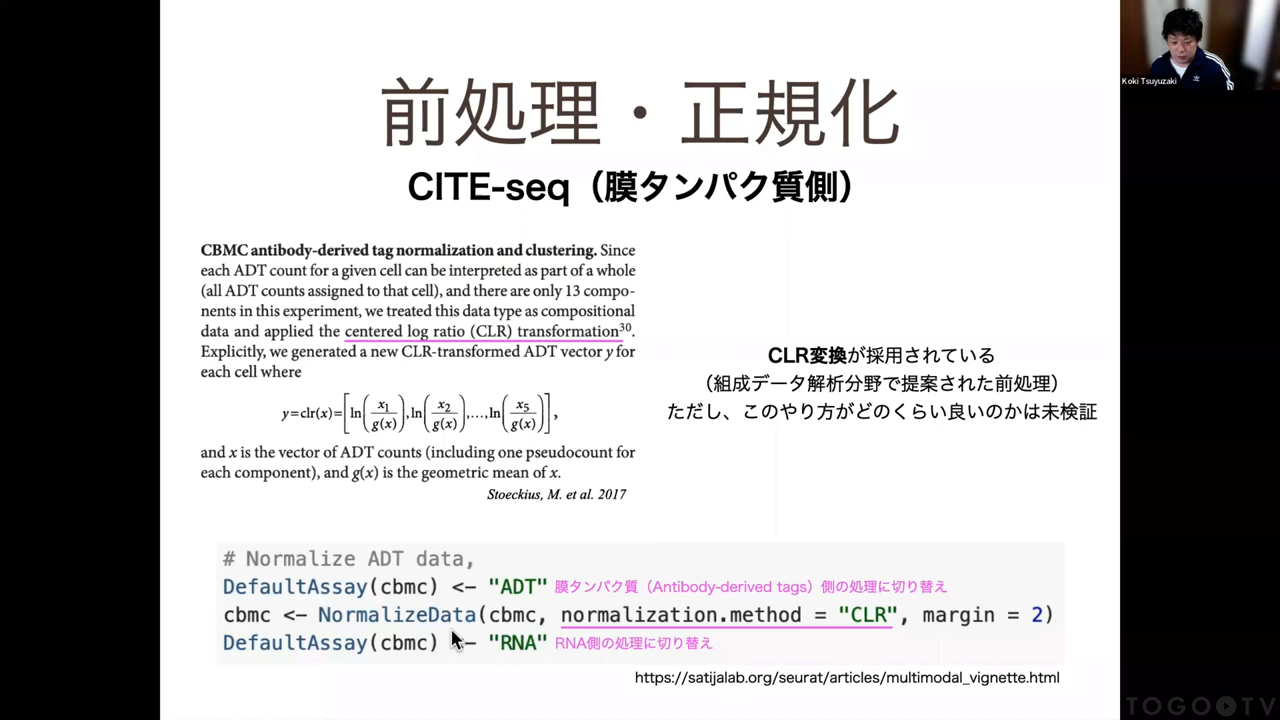 前処理・正規化
CITE-seq（膜タンパク質側）
CBMC antibody-derived tag normalization and clustering. Since
each ADT count for a given cell can be interpreted as part of a whole
(all ADT counts assigned to that cell), and there are only 13 compo-
nents in this experiment, we treated this data type as compositional
data and applied the centered log ratio (CLR) transformation30.
Explicitly, we generated a new CLR-transformed ADT vector y for
each cell where
y=clr(x)=[ln(x1/g(x)),ln(x2/g(x)),…,ln(x5/g(x))],
and x is the vector of ADT counts (including one pseudocount for
each component), and g(x) is the geometric mean of x.
Stoeckius, M. et al. 2017
CLR変換が採用されている
（組成データ解析分野で提案された前処理）
ただし、このやり方がどのくらい良いのかは未検証
# Normalize ADT data,
DefaultAssay(cbmc) <- "ADT" 膜タンパク質（Antibody-derived tags）側の処理に切り替え
cbmc <- NormalizeData(cbmc, normalization.method = "CLR", margin = 2)
DefaultAssay(cbmc) <- "RNA" RNA側の処理に切り替え
https://satijalab.org/seurat/articles/multimodal_vignette.html
Koki Tsuyuzaki
TOGO TV